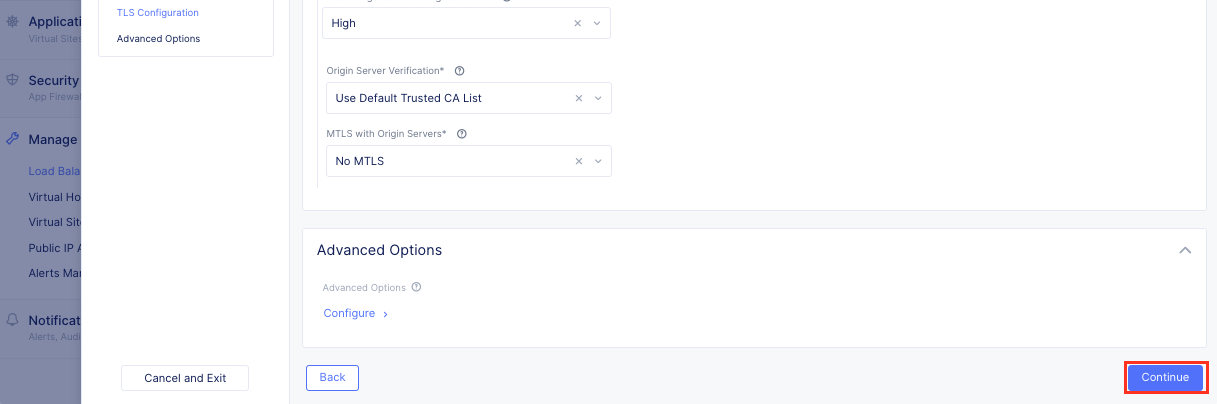 Applicati
Virtual Sites
Security
App Firewa
Manage
Load Bala
Virtual Ho
Virtual Site
Public IP A
Alerts Mar
Notificat
Alerts, Audi
TLS Configuration
Advanced Options
Cancel and Exit
High
Origin Server Verification*
Use Default Trusted CA List
MTLS with Origin Servers*
No MTLS
Advanced Options
Advanced Options
Configure
Back
Continue